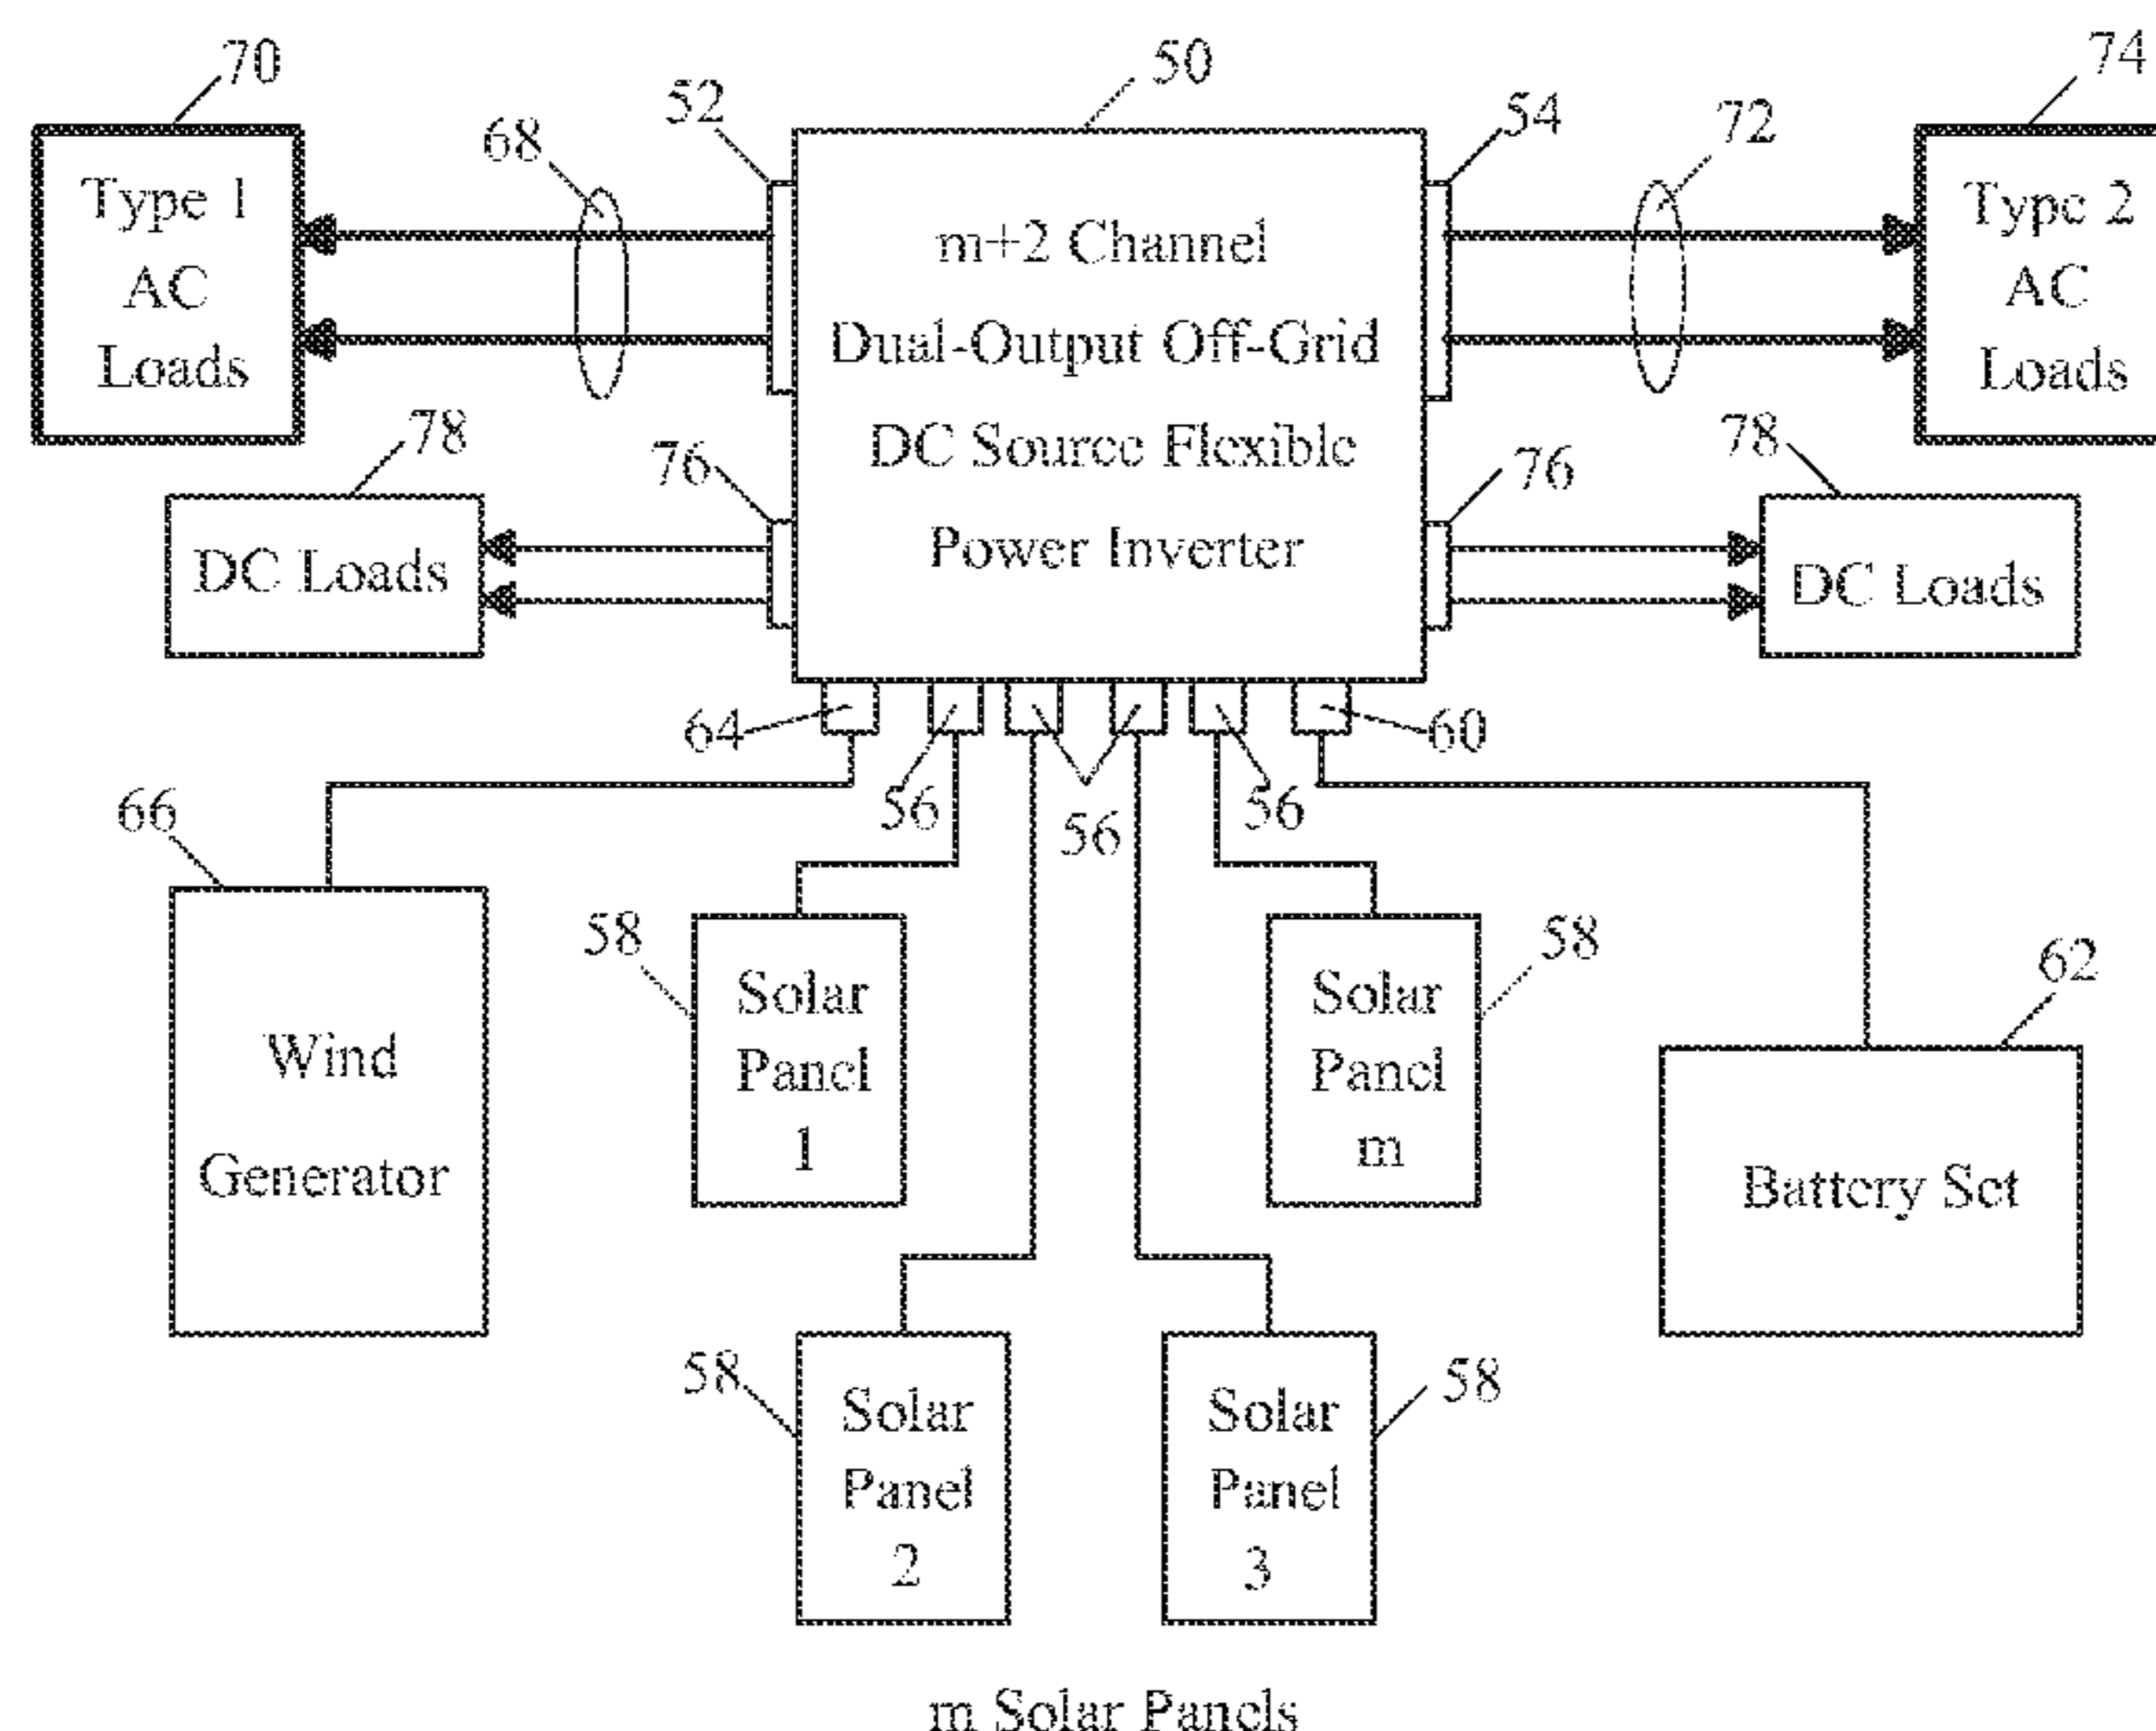 70
52
50
54
74
68
72
Type 1
AC
Loads
m+2 Channel
Dual-Output Off-Grid
DC Source Flexible
Power Inverter
Type 2
AC
Loads
78
76
76
78
DC Loads
DC Loads
64
56
56
56
60
66
58
58
62
Wind
Generator
Solar
Panel
1
Solar
Panel
m
Battery Set
58
58
Solar
Panel
2
Solar
Panel
3
m Solar Panels